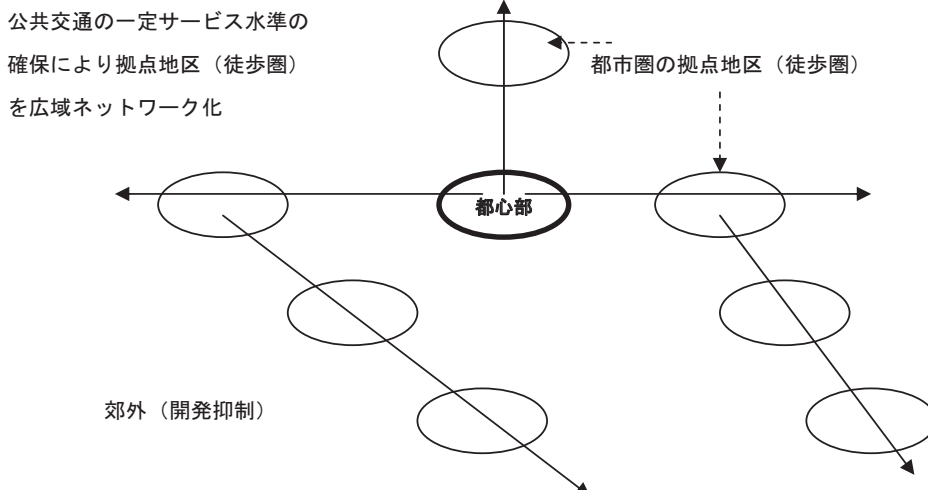 公共交通の一定サービス水準の
確保により拠点地区（徒歩圏）
を広域ネットワーク化
都市圏の拠点地区（徒歩圏）
都心部
郊外（開発抑制）